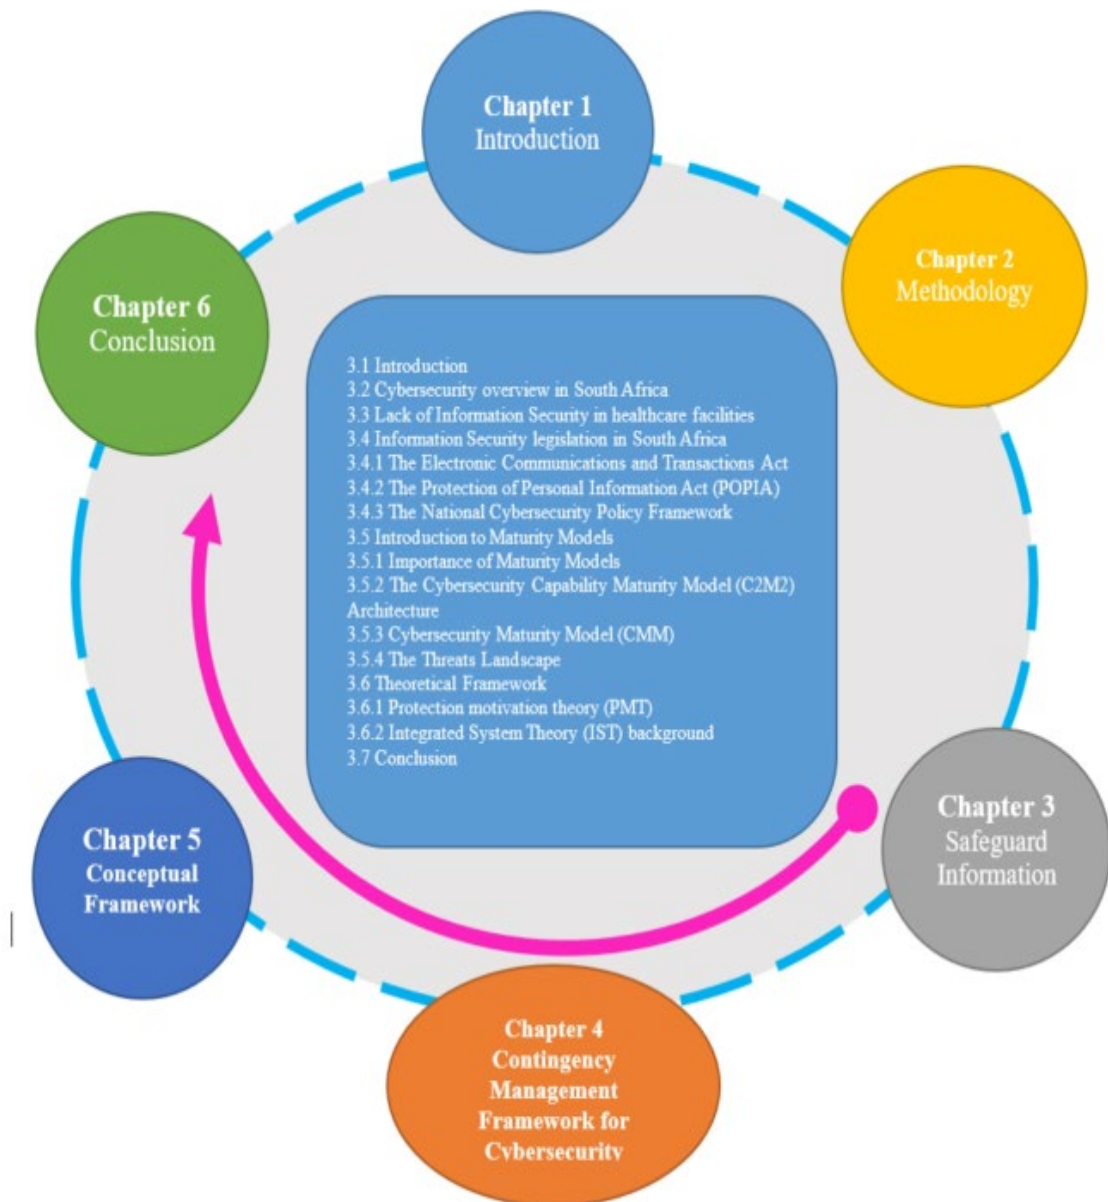 Chapter 1
Introduction
Chapter 2
Methodology
Chapter 6
Conclusion
3.1 Introduction
3.2 Cybersecurity overview in South Africa
3.3 Lack of Information Security in healthcare facilities
3.4 Information Security legislation in South Africa
3.4.1 The Electronic Communications and Transactions Act
3.4.2 The Protection of Personal Information Act (POPIA)
3.4.3 The National Cybersecurity Policy Framework
3.5 Introduction to Maturity Models
3.5.1 Importance of Maturity Models
3.5.2 The Cybersecurity Capability Maturity Model (C2M2)
Architecture
3.5.3 Cybersecurity Maturity Model (CMM)
3.5.4 The Threats Landscape
3.6 Theoretical Framework
3.6.1 Protection motivation theory (PMT)
3.6.2 Integrated System Theory (IST) background
3.7 Conclusion
Chapter 3
Safeguard
Information
Chapter 5
Conceptual
Framework
Chapter 4
Contingency
Management
Framework for
Cybersecurity